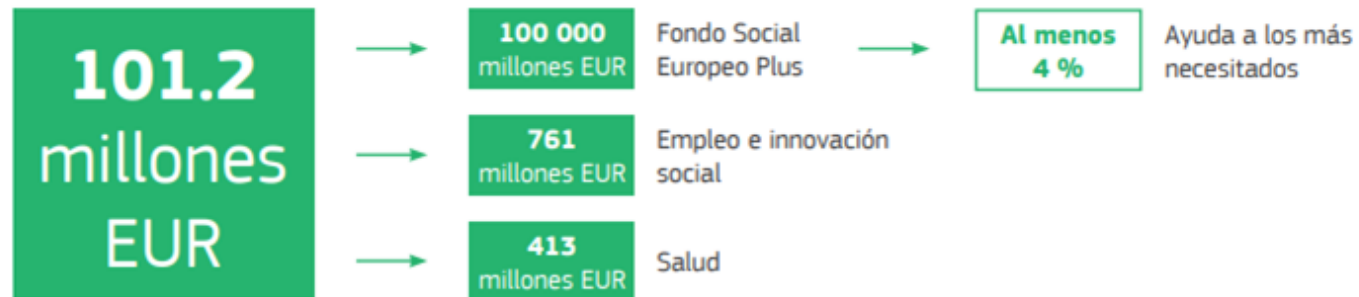 101.2
millones
EUR
100 000
millones EUR
Fondo Social
Europeo Plus
Al menos
4 %
Ayuda a los más
necesitados
761
millones EUR
Empleo e innovación
social
413
millones EUR
Salud